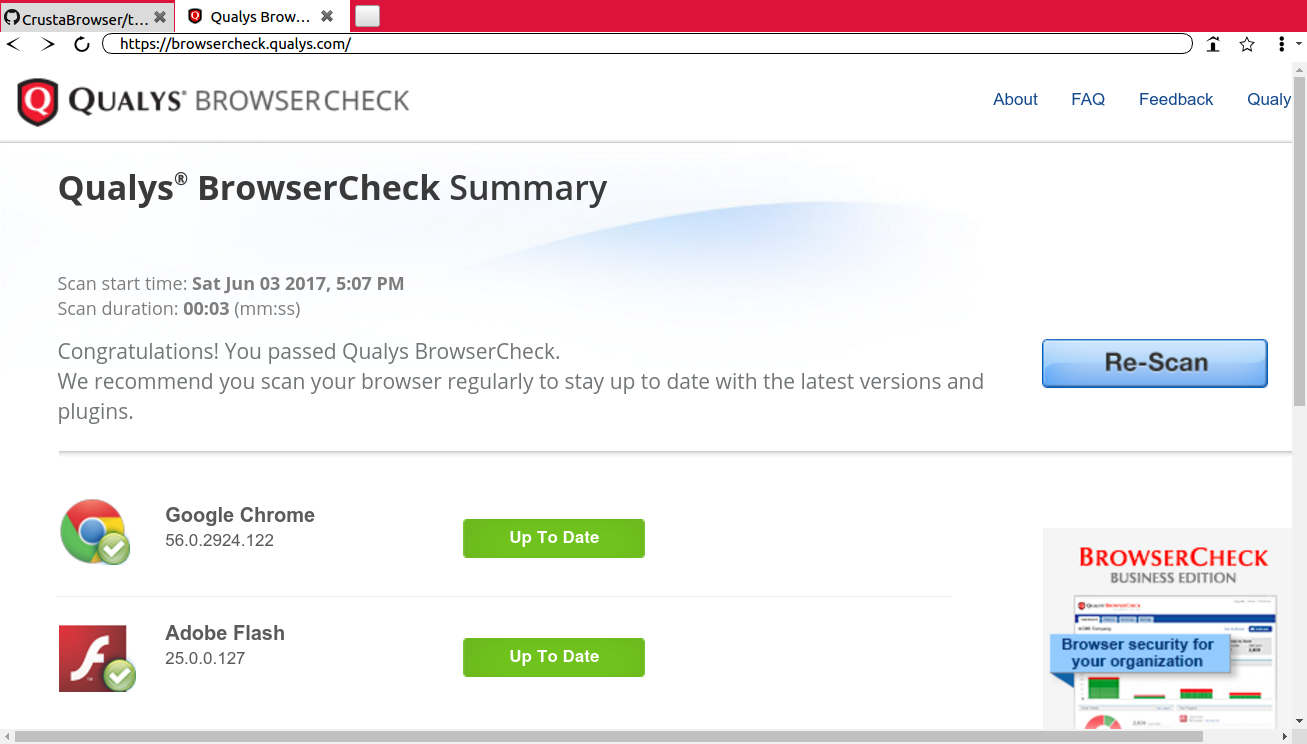 CrustaBrowser/t...
Qualys Brow...
https://browsercheck.qualys.com/
QUALYS® BROWSERCHECK
About FAQ Feedback Qualy
Qualys® BrowserCheck Summary
Scan start time: Sat Jun 03 2017, 5:07 PM
Scan duration: 00:03 (mm:ss)
Congratulations! You passed Qualys BrowserCheck.
We recommend you scan your browser regularly to stay up to date with the latest versions and
plugins.
Re-Scan
Google Chrome
56.0.2924.122
Up To Date
Adobe Flash
25.0.0.127
Up To Date
BROWSERCHECK
BUSINESS EDITION
Browser security for
your organization